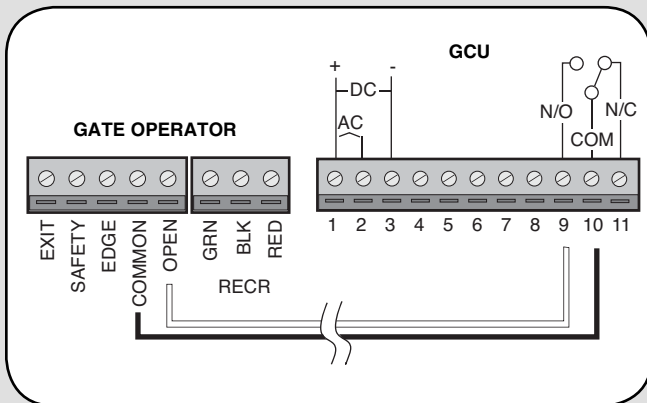 GCU
+ -
DC
AC
N/O N/C
COM
GATE OPERATOR
1 2 3 4 5 6 7 8 9 10 11
EXIT
SAFETY
EDGE
COMMON
OPEN
GRN
BLK
RED
RECR